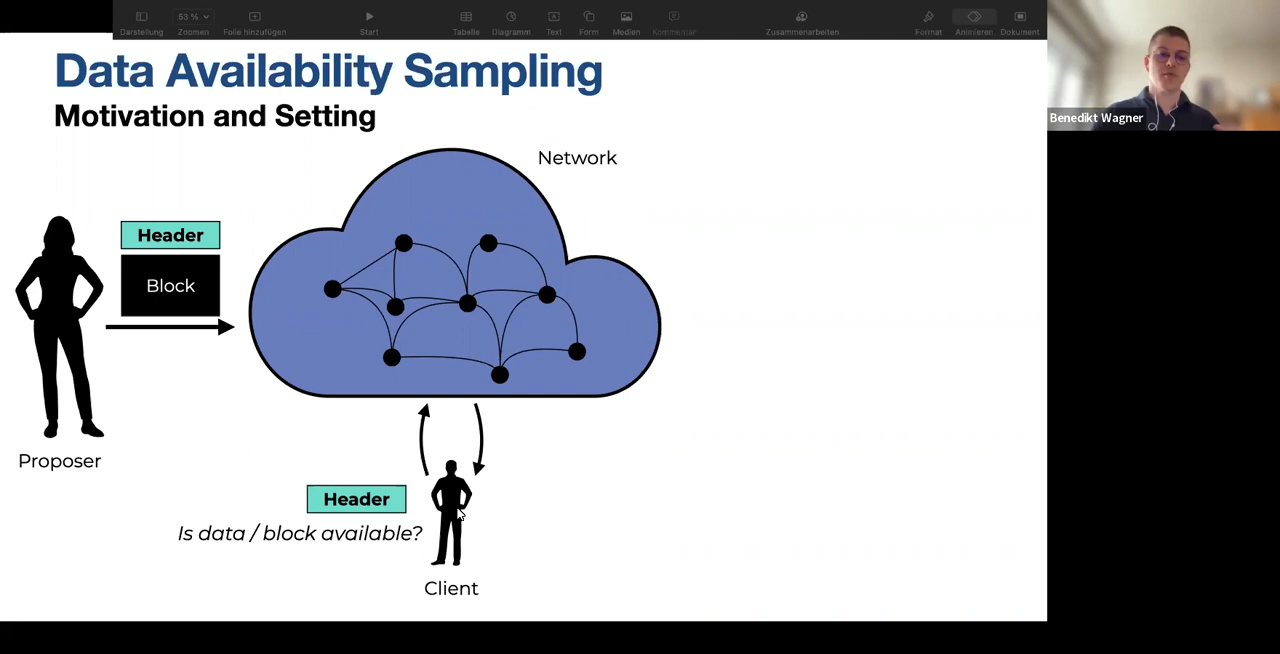 53 %
Darstellung Zoomen Folie hinzufügen Start Tabelle Diagramm Text Form Medien Kommentar Zusammenarbeiten Format Animieren Dokument
Data Availability Sampling
Motivation and Setting
Benedikt Wagner
Network
Header
Block
Proposer
Header
Is data / block available?
Client